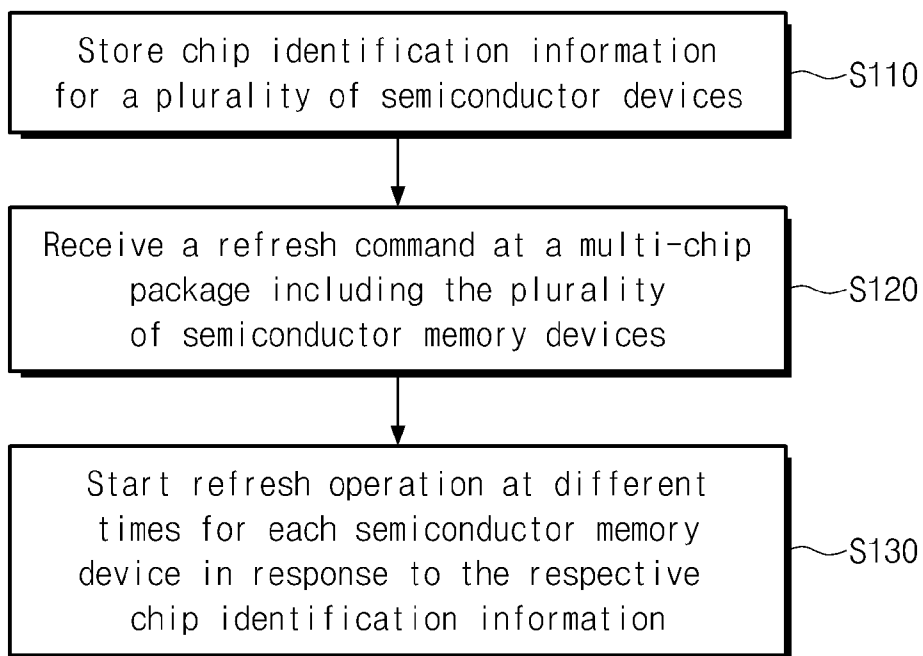 Store chip identification information
for a plurality of semiconductor devices
S110
Receive a refresh command at a multi-chip
package including the plurality
of semiconductor memory devices
S120
Start refresh operation at different
times for each semiconductor memory
device in response to the respective
chip identification information
S130